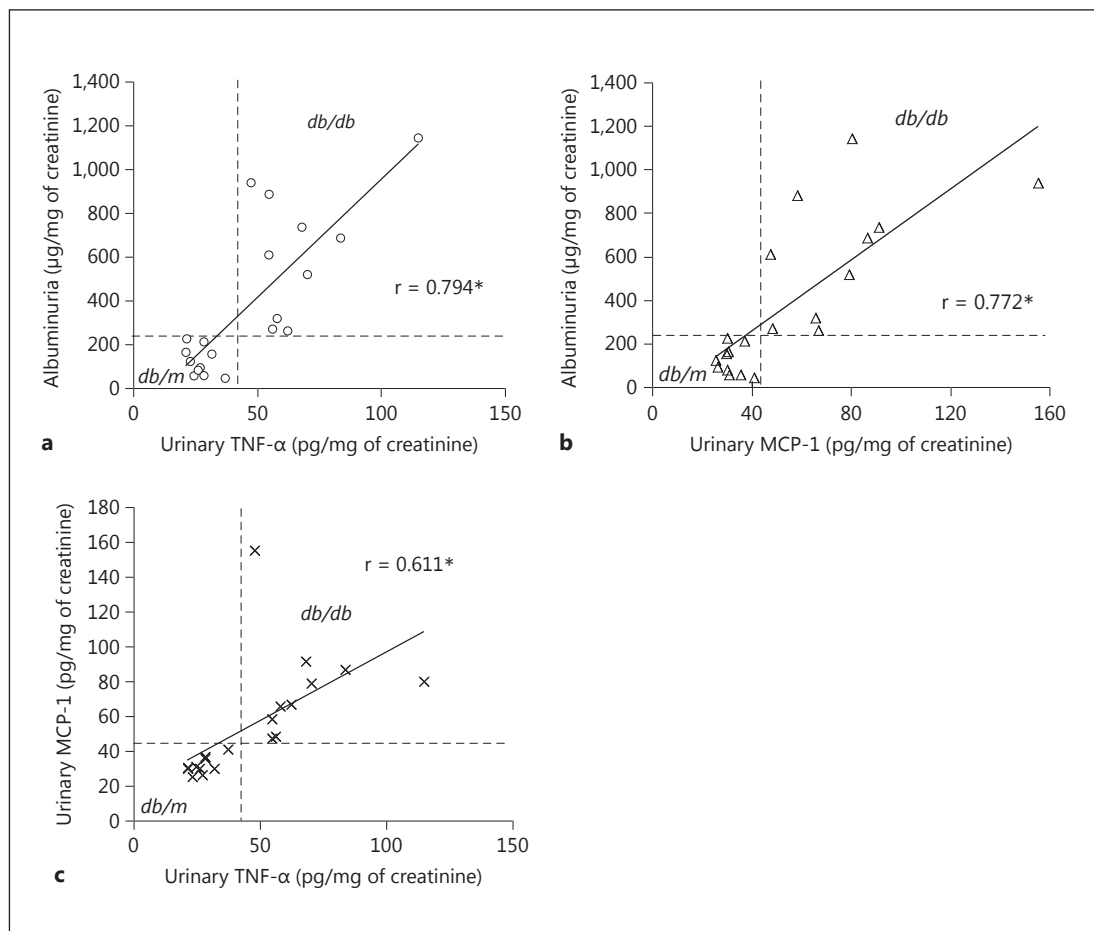 1,400
1,200
1,000
800
600
400
200
0
Albuminuria (μg/mg of creatinine)
db/db
r = 0.794*
db/m
0
50
100
150
a
Urinary TNF-α (pg/mg of creatinine)
1,400
1,200
1,000
800
600
400
200
0
Albuminuria (μg/mg of creatinine)
db/db
r = 0.772*
db/m
0
40
80
120
160
b
Urinary MCP-1 (pg/mg of creatinine)
180
160
140
120
100
80
60
40
20
0
Urinary MCP-1 (pg/mg of creatinine)
r = 0.611*
db/db
db/m
0
50
100
150
c
Urinary TNF-α (pg/mg of creatinine)